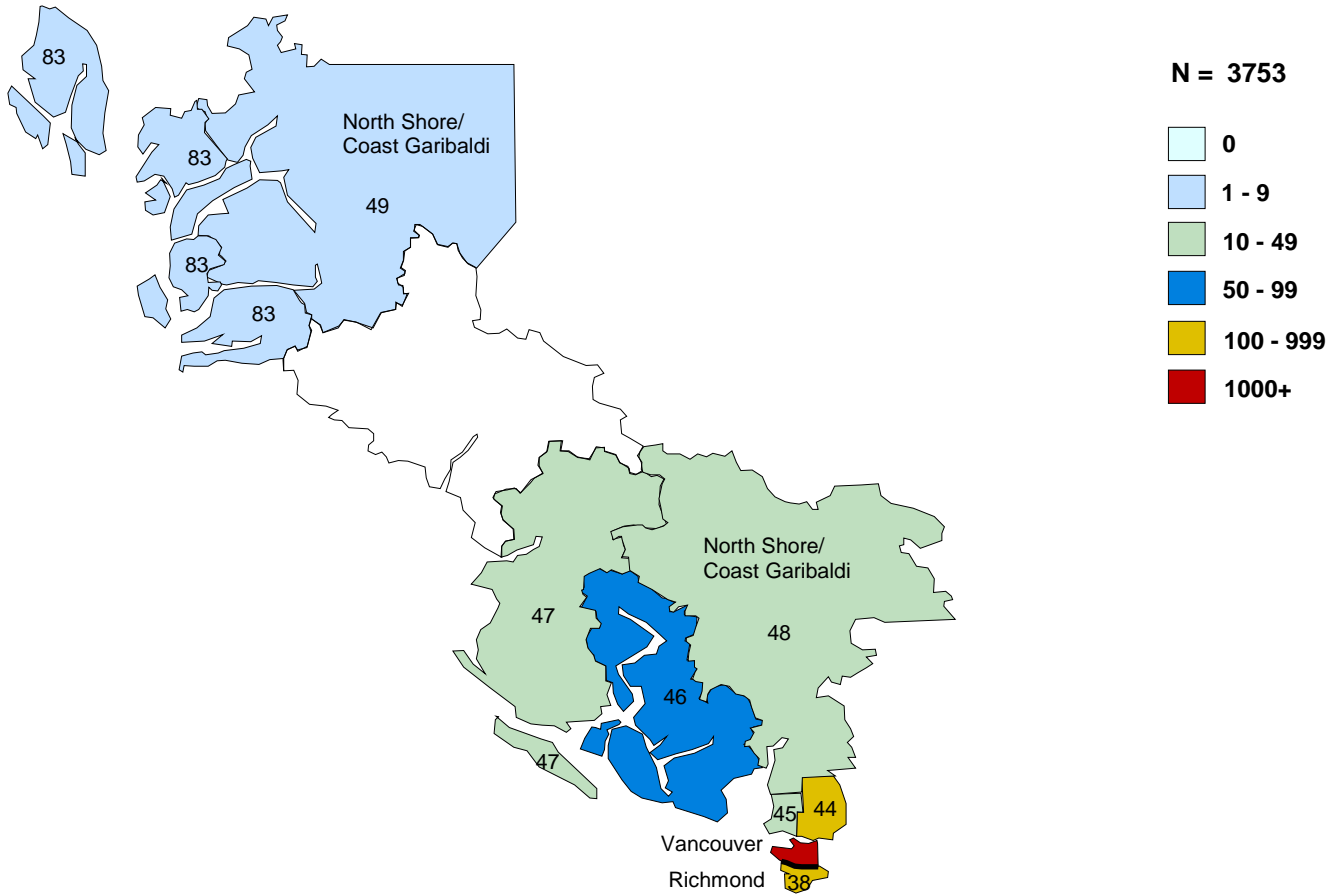 83
N = 3753
North Shore/
Coast Garibaldi
0
83
1 - 9
49
10 - 49
83
50 - 99
83
100 - 999
1000+
North Shore/
Coast Garibaldi
47
48
46
47
45
44
Vancouver
Richmond
38